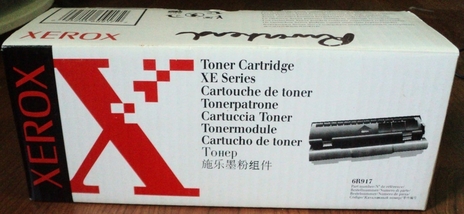 XEROX
XEROX
Toner Cartridge
XE Series
Cartouche de toner
Tonerpatrone
Cartuccia Toner
Tonermodule
Cartucho de toner
Тонер
施乐墨粉组件
6R917